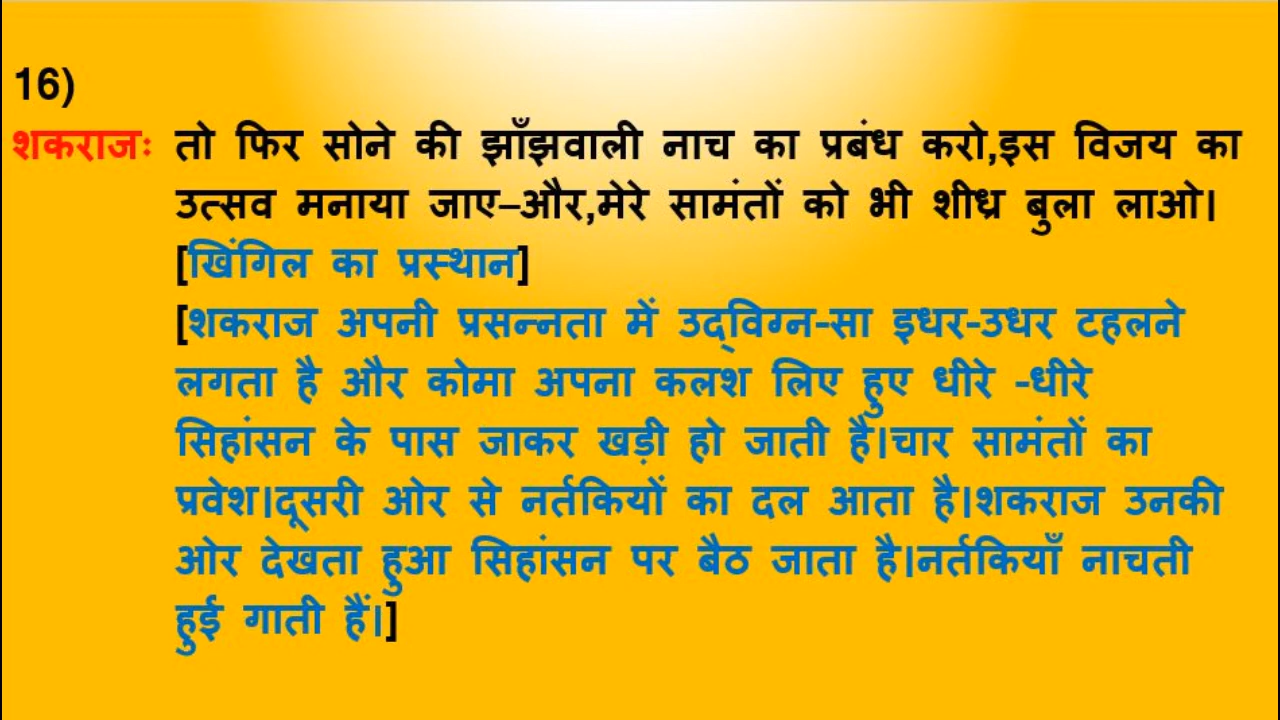 16)
शकराजः तो फिर सोने की झाँझवाली नाच का प्रबंध करो,इस विजय का
उत्सव मनाया जाए–और,मेरे सामंतों को भी शीध्र बुला लाओ।
[खिंगिल का प्रस्थान]
[शकराज अपनी प्रसन्नता में उद्‌विग्न-सा इधर-उधर टहलने
लगता है और कोमा अपना कलश लिए हुए धीरे -धीरे
सिहांसन के पास जाकर खड़ी हो जाती है।चार सामंतों का
प्रवेश।दूसरी ओर से नर्तकियों का दल आता है।शकराज उनकी
ओर देखता हुआ सिहांसन पर बैठ जाता है।नर्तकियाँ नाचती
हुई गाती हैं।]